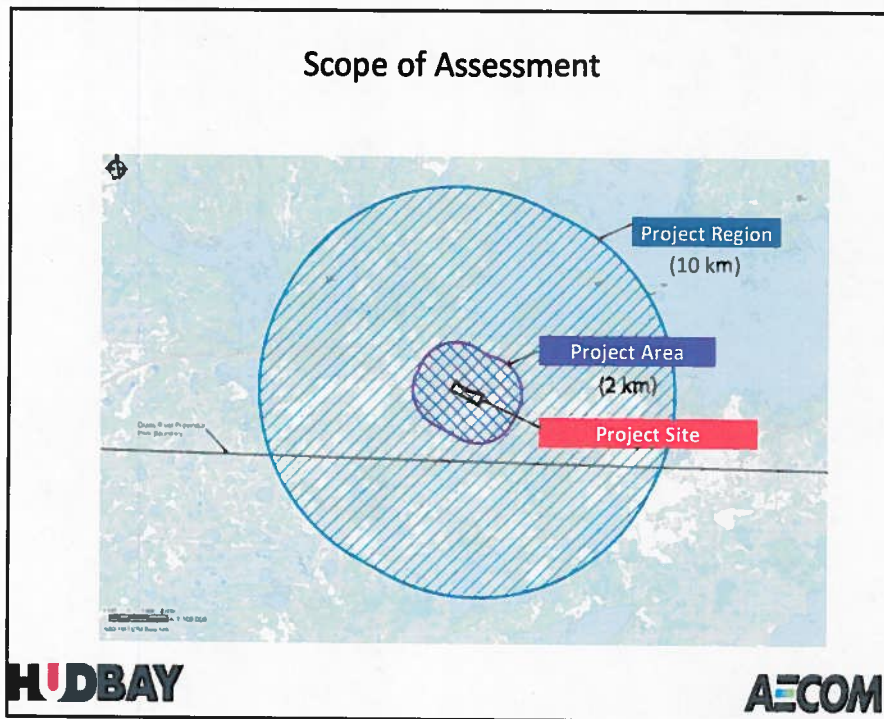 Scope of Assessment
Project Region
(10 km)
Project Area
(2 km)
Project Site
HUDBAY
AECOM